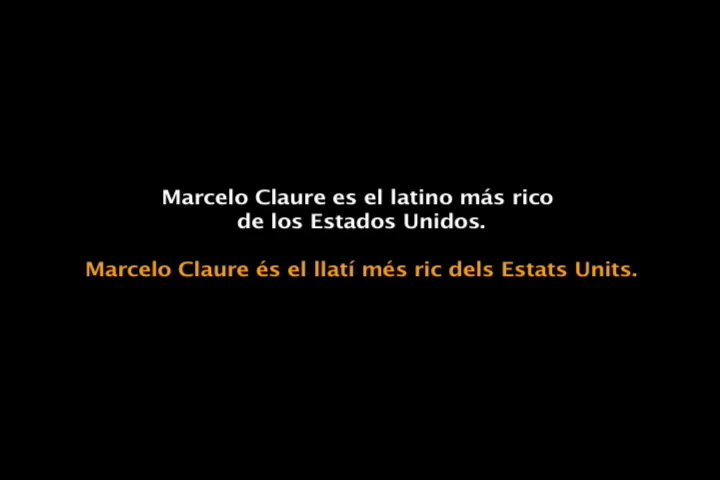 Marcelo Claure es el latino más rico
de los Estados Unidos.
Marcelo Claure és el llatí més ric dels Estats Units.